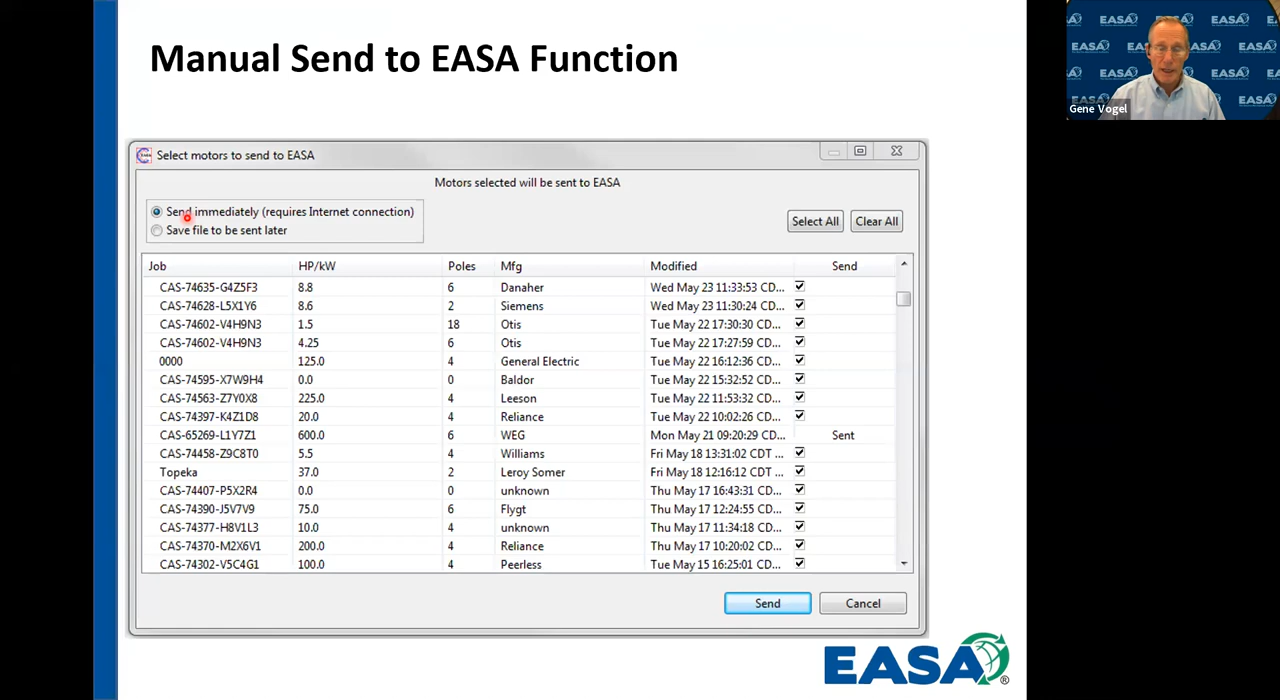 Manual Send to EASA Function
EASA EASA EASA EASA
EASA EASA EASA EASA
EASA EASA
EASA EASA
Gene Vogel
Select motors to send to EASA
Motors selected will be sent to EASA
Send immediately (requires Internet connection)
Save file to be sent later
Select All Clear All
Job HP/kW Poles Mfg Modified Send
CAS-74635-G4Z5F3 8.8 6 Danaher Wed May 23 11:33:53 CD...
CAS-74628-L5X1Y6 8.6 2 Siemens Wed May 23 11:30:24 CD...
CAS-74602-V4H9N3 1.5 18 Otis Tue May 22 17:30:30 CD...
CAS-74602-V4H9N3 4.25 6 Otis Tue May 22 17:27:59 CD...
0000 125.0 4 General Electric Tue May 22 16:12:36 CD...
CAS-74595-X7W9H4 0.0 0 Baldor Tue May 22 15:32:52 CD...
CAS-74563-Z7Y0X8 225.0 4 Leeson Tue May 22 11:53:32 CD...
CAS-74397-K4Z1D8 20.0 4 Reliance Tue May 22 10:02:26 CD...
CAS-65269-L1Y7Z1 600.0 6 WEG Mon May 21 09:20:29 CD... Sent
CAS-74458-Z9C8T0 5.5 4 Williams Fri May 18 13:31:02 CDT ...
Topeka 37.0 2 Leroy Somer Fri May 18 12:16:12 CDT ...
CAS-74407-P5X2R4 0.0 0 unknown Thu May 17 16:43:31 CD...
CAS-74390-J5V7V9 75.0 6 Flygt Thu May 17 12:24:55 CD...
CAS-74377-H8V1L3 10.0 4 unknown Thu May 17 11:34:18 CD...
CAS-74370-M2X6V1 200.0 4 Reliance Thu May 17 10:20:02 CD...
CAS-74302-V5C4G1 100.0 4 Peerless Tue May 15 16:25:01 CD...
Send Cancel
EASA®